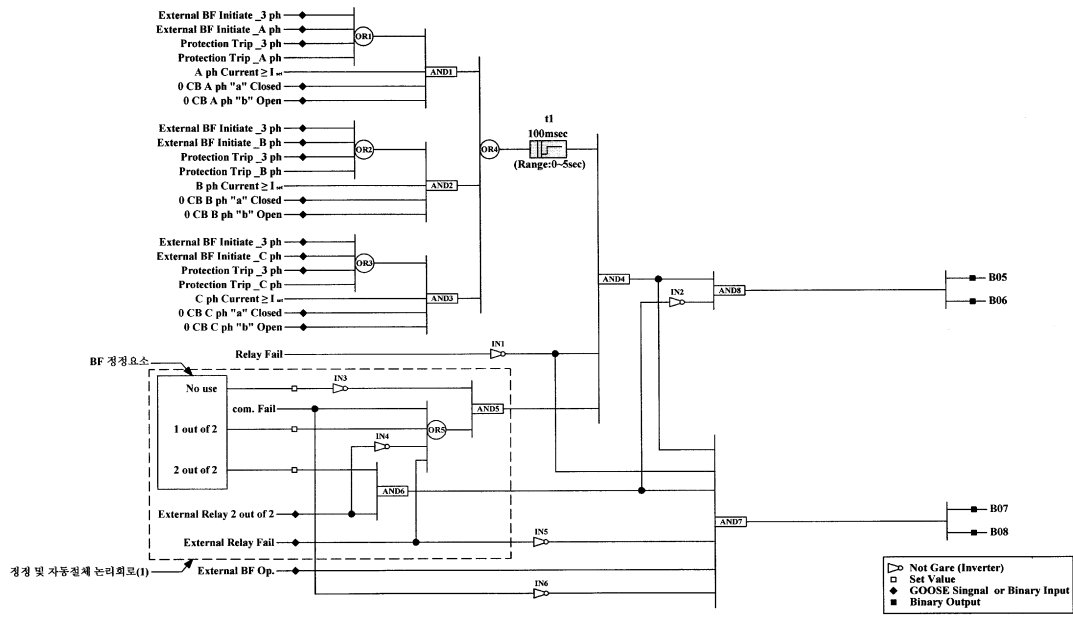 External BF Initiate _3 ph
External BF Initiate _A ph
Protection Trip _3 ph
Protection Trip _A ph
A ph Current ≥ I set
0 CB A ph "a" Closed
0 CB A ph "b" Open
OR1
AND1
External BF Initiate _3 ph
External BF Initiate _B ph
Protection Trip _3 ph
Protection Trip _B ph
B ph Current ≥ I set
0 CB B ph "a" Closed
0 CB B ph "b" Open
OR2
AND2
OR4
t1
100msec
(Range:0~5sec)
External BF Initiate _3 ph
External BF Initiate _C ph
Protection Trip _3 ph
Protection Trip _C ph
C ph Current ≥ I set
0 CB C ph "a" Closed
0 CB C ph "b" Open
OR3
AND3
AND4
IN2
AND8
B05
B06
Relay Fail
IN1
BF 정정요소
No use
IN3
com. Fail
1 out of 2
IN4
OR5
AND5
2 out of 2
AND6
External Relay 2 out of 2
External Relay Fail
IN5
AND7
B07
B08
정정 및 자동절체 논리회로(1)
External BF Op.
IN6
Not Gare (Inverter)
Set Value
GOOSE Singnal or Binary Input
Binary Output